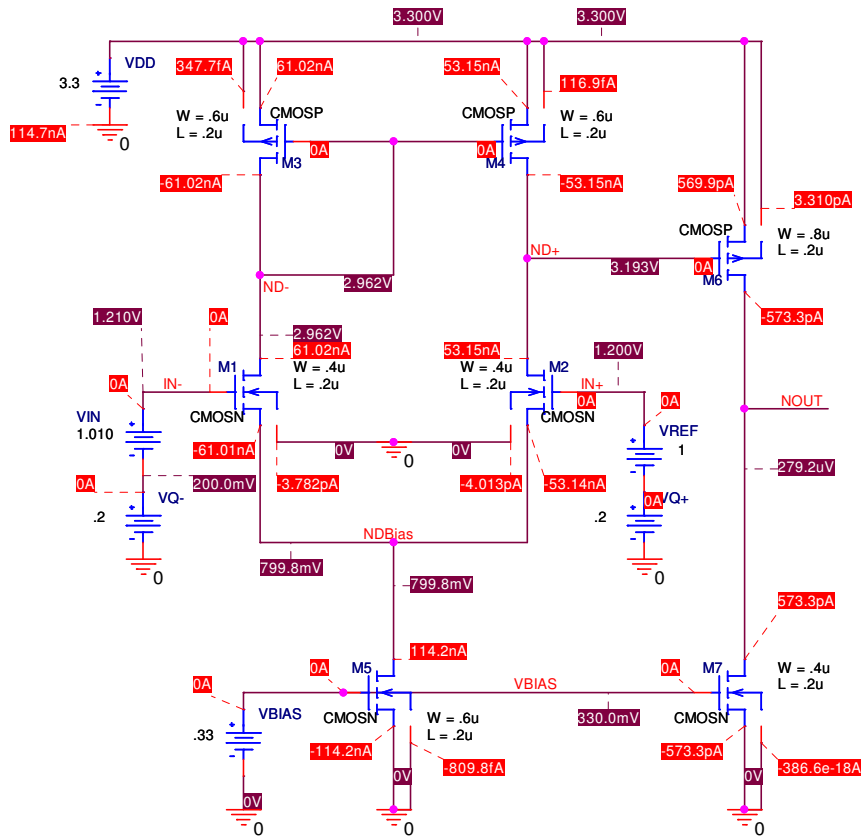 3.300V 3.300V
VDD
347.7fA 61.02nA 53.15nA
116.9fA
3.3
W = .6u
L = .2u
CMOSP
CMOSP
W = .6u
L = .2u
114.7nA
0
0A
M3
0A
M4
-61.02nA
-53.15nA
569.9pA
3.310pA
CMOSP
W = .8u
L = .2u
ND+
3.193V
0A
M6
ND-
2.962V
1.210V
0A
2.962V
-573.3pA
61.02nA
53.15nA
1.200V
M1
W = .4u
L = .2u
W = .4u
L = .2u
M2
0A
IN-
IN+
0A
0A
NOUT
VIN
1.010
CMOSN
CMOSN
VREF
1
-61.01nA
0V
0
0V
279.2uV
0A
200.0mV
-3.782pA
-4.013pA
-53.14nA
VQ-
.2
0A
VQ+
.2
NDBias
799.8mV
0
0
799.8mV
573.3pA
114.2nA
0A
M5
0A
M7
W = .4u
L = .2u
0A
VBIAS
VBIAS
.33
CMOSN
W = .6u
L = .2u
330.0mV
CMOSN
-114.2nA
-573.3pA
-809.8fA
-386.6e-18A
0V
0V
0V
0
0
0